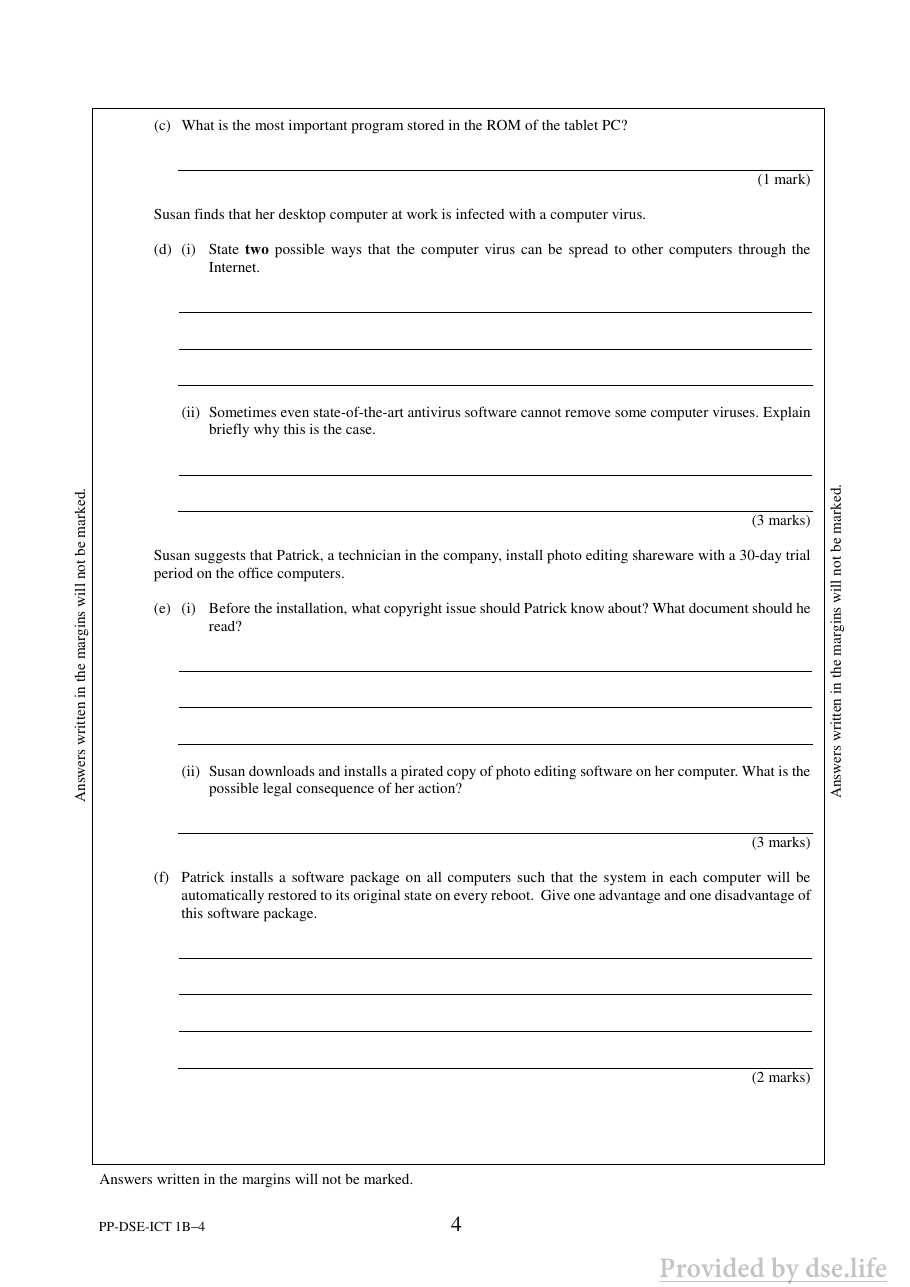 (c) What is the most important program stored in the ROM of the tablet PC?
(1 mark)
Susan finds that her desktop computer at work is infected with a computer virus.
(d) (i) State two possible ways that the computer virus can be spread to other computers through the
Internet.
(ii) Sometimes even state-of-the-art antivirus software cannot remove some computer viruses. Explain
briefly why this is the case.
(3 marks)
Susan suggests that Patrick, a technician in the company, install photo editing shareware with a 30-day trial
period on the office computers.
(e) (i) Before the installation, what copyright issue should Patrick know about? What document should he
read?
(ii) Susan downloads and installs a pirated copy of photo editing software on her computer. What is the
possible legal consequence of her action?
(3 marks)
(f) Patrick installs a software package on all computers such that the system in each computer will be
automatically restored to its original state on every reboot. Give one advantage and one disadvantage of
this software package.
(2 marks)
Answers written in the margins will not be marked.
Answers written in the margins will not be marked.
Answers written in the margins will not be marked.
PP-DSE-ICT 1B–4
4
Provided by dse.life